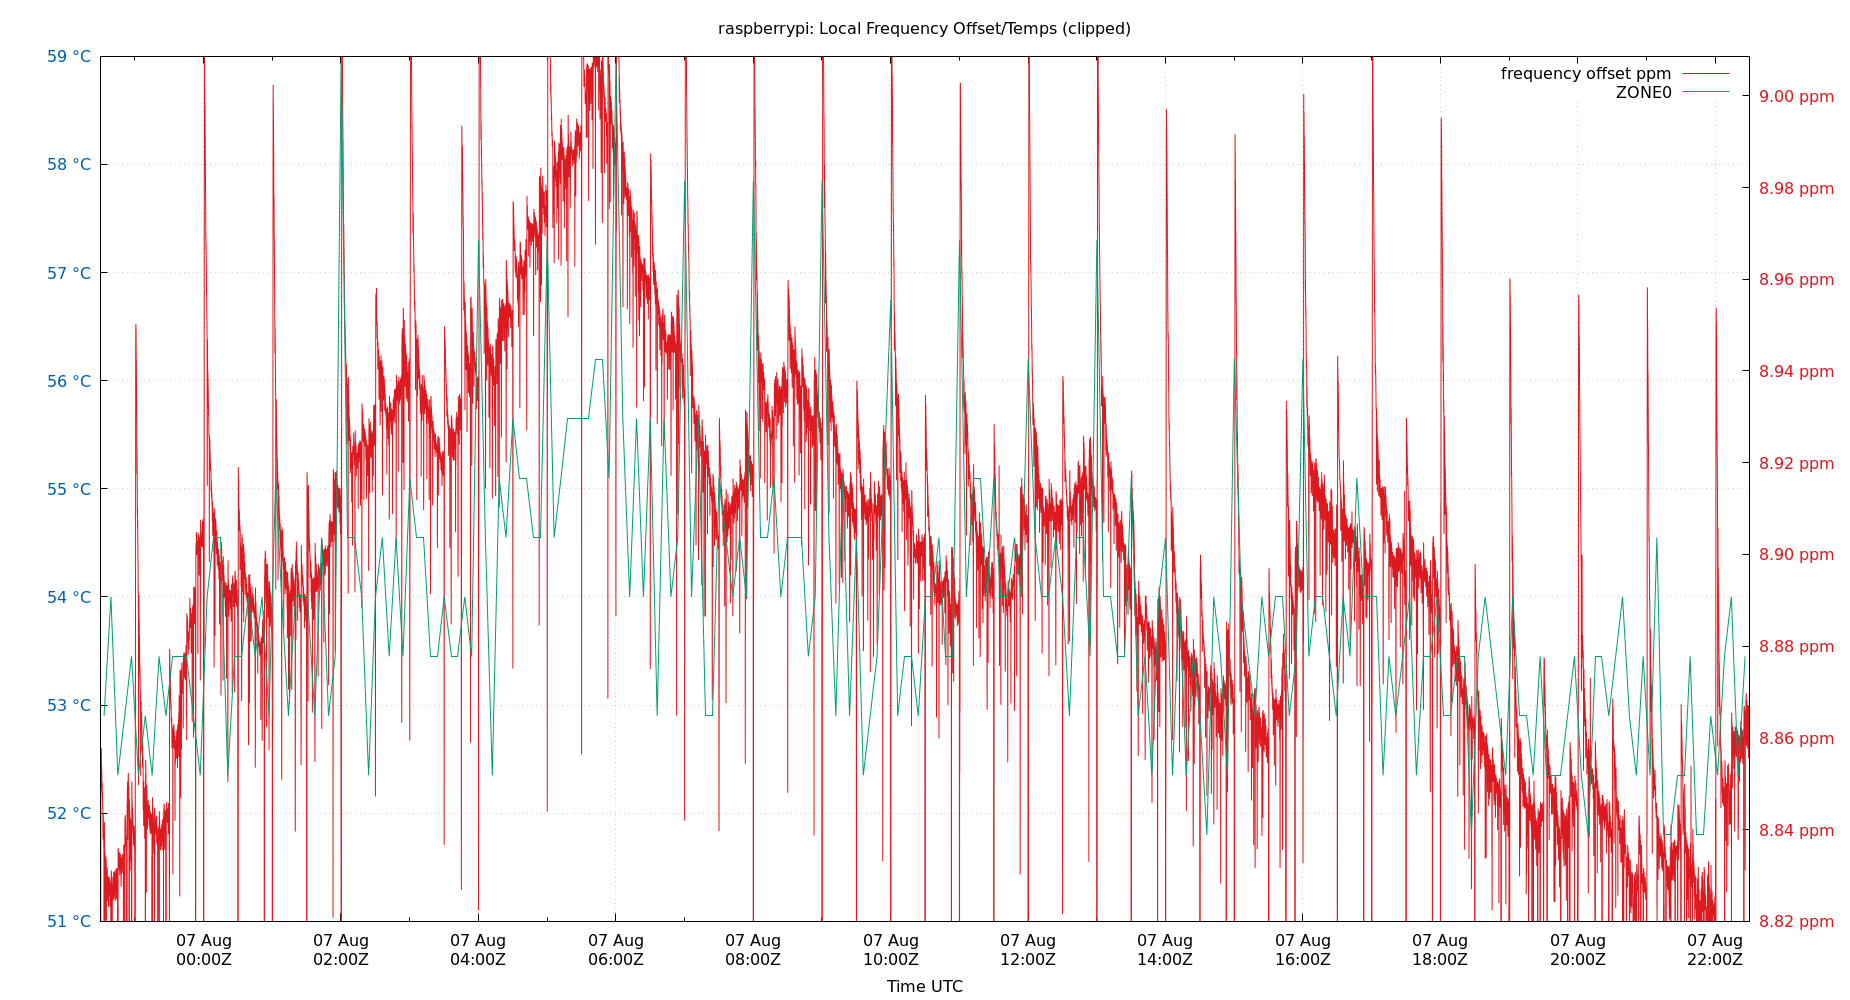 raspberrypi: Local Frequency Offset/Temps (clipped)
59 °C
58 °C
57 °C
56 °C
55 °C
54 °C
53 °C
52 °C
51 °C
frequency offset ppm
ZONE0
9.00 ppm
8.98 ppm
8.96 ppm
8.94 ppm
8.92 ppm
8.90 ppm
8.88 ppm
8.86 ppm
8.84 ppm
8.82 ppm
07 Aug 07 Aug 07 Aug 07 Aug 07 Aug 07 Aug 07 Aug 07 Aug 07 Aug 07 Aug 07 Aug 07 Aug
00:00Z 02:00Z 04:00Z 06:00Z 08:00Z 10:00Z 12:00Z 14:00Z 16:00Z 18:00Z 20:00Z 22:00Z
Time UTC